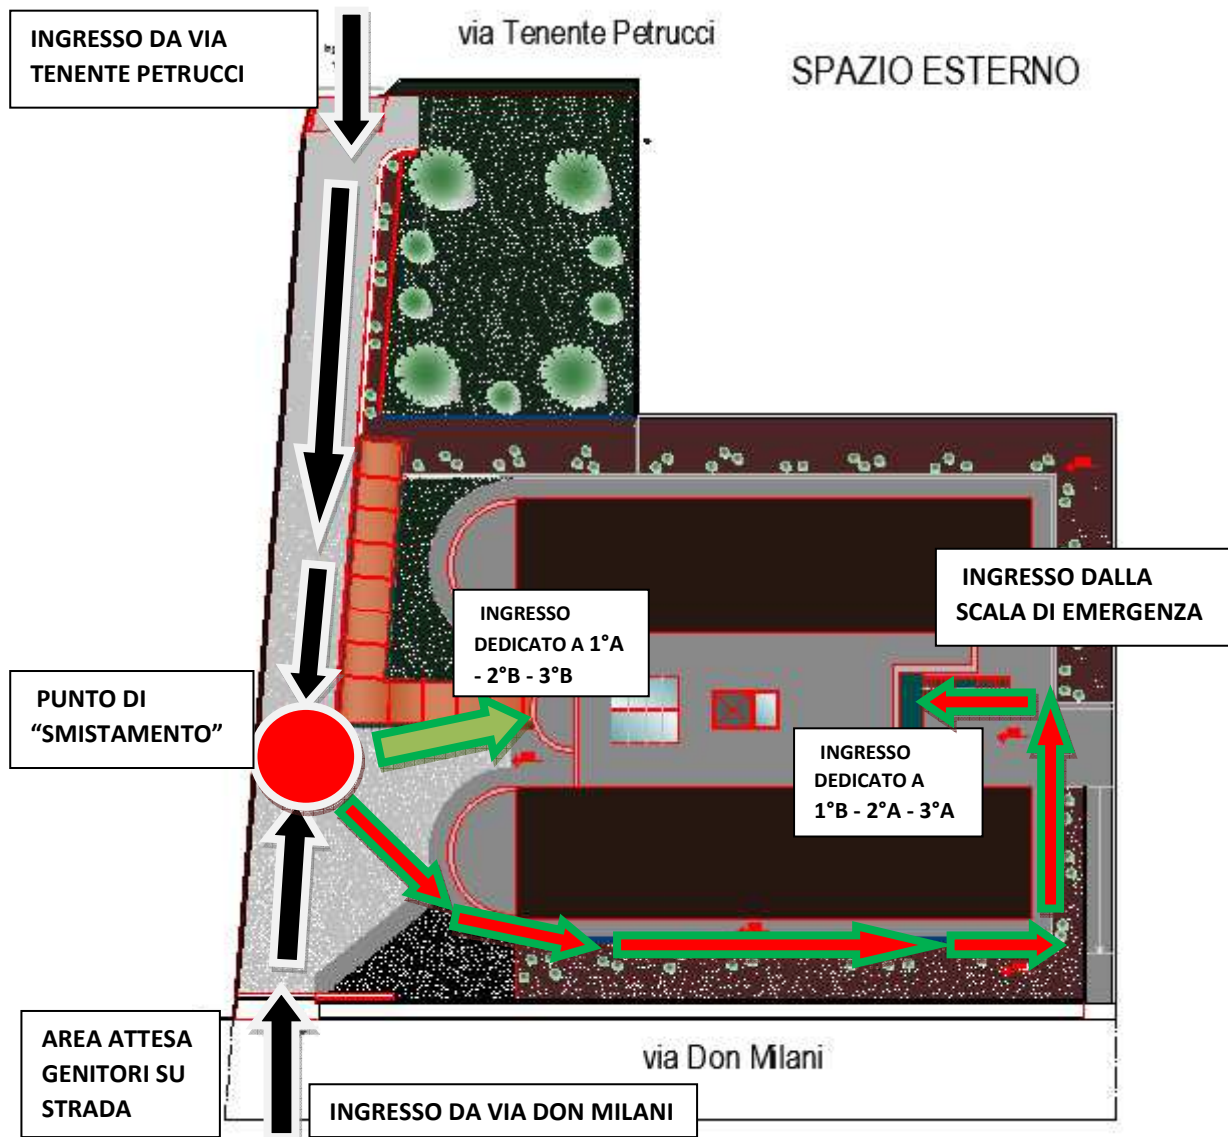 INGRESSO DA VIA
TENENTE PETRUCCI
via Tenente Petrucci
SPAZIO ESTERNO
INGRESSO DALLA
SCALA DI EMERGENZA
INGRESSO
DEDICATO A 1°A
- 2°B - 3°B
PUNTO DI
“SMISTAMENTO”
INGRESSO
DEDICATO A
1°B - 2°A - 3°A
AREA ATTESA
GENITORI SU
STRADA
via Don Milani
INGRESSO DA VIA DON MILANI